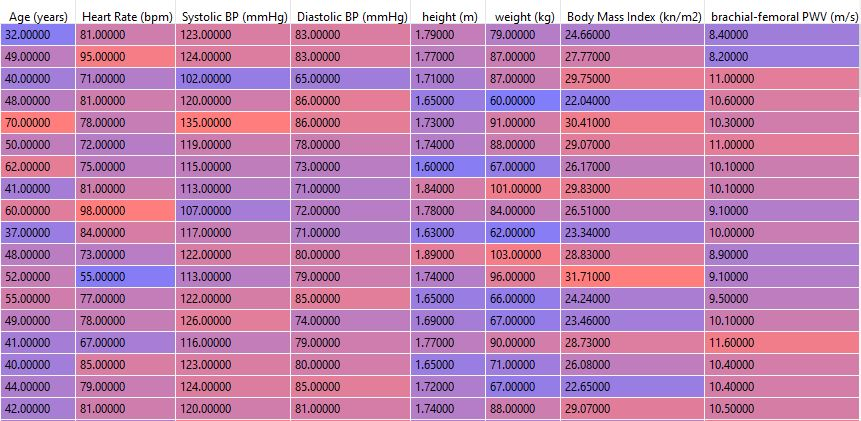 Age (years) Heart Rate (bpm) Systolic BP (mmHg) Diastolic BP (mmHg) height (m) weight (kg) Body Mass Index (kn/m2) brachial-femoral PWV (m/s)
32.00000 81.00000 123.00000 83.00000 1.79000 79.00000 24.66000 8.40000
49.00000 95.00000 124.00000 83.00000 1.77000 87.00000 27.77000 8.20000
40.00000 71.00000 102.00000 65.00000 1.71000 87.00000 29.75000 11.00000
48.00000 81.00000 120.00000 86.00000 1.65000 60.00000 22.04000 10.60000
70.00000 78.00000 135.00000 86.00000 1.73000 91.00000 30.41000 10.30000
50.00000 72.00000 119.00000 78.00000 1.74000 88.00000 29.07000 11.00000
62.00000 75.00000 115.00000 73.00000 1.60000 67.00000 26.17000 10.10000
41.00000 81.00000 113.00000 71.00000 1.84000 101.00000 29.83000 10.10000
60.00000 98.00000 107.00000 72.00000 1.78000 84.00000 26.51000 9.10000
37.00000 84.00000 117.00000 71.00000 1.63000 62.00000 23.34000 10.00000
48.00000 73.00000 122.00000 80.00000 1.89000 103.00000 28.83000 8.90000
52.00000 55.00000 113.00000 79.00000 1.74000 96.00000 31.71000 9.10000
55.00000 77.00000 122.00000 85.00000 1.65000 66.00000 24.24000 9.50000
49.00000 78.00000 126.00000 74.00000 1.69000 67.00000 23.46000 10.10000
41.00000 67.00000 116.00000 79.00000 1.77000 90.00000 28.73000 11.60000
40.00000 85.00000 123.00000 80.00000 1.65000 71.00000 26.08000 10.40000
44.00000 79.00000 124.00000 85.00000 1.72000 67.00000 22.65000 10.40000
42.00000 81.00000 120.00000 81.00000 1.74000 88.00000 29.07000 10.50000